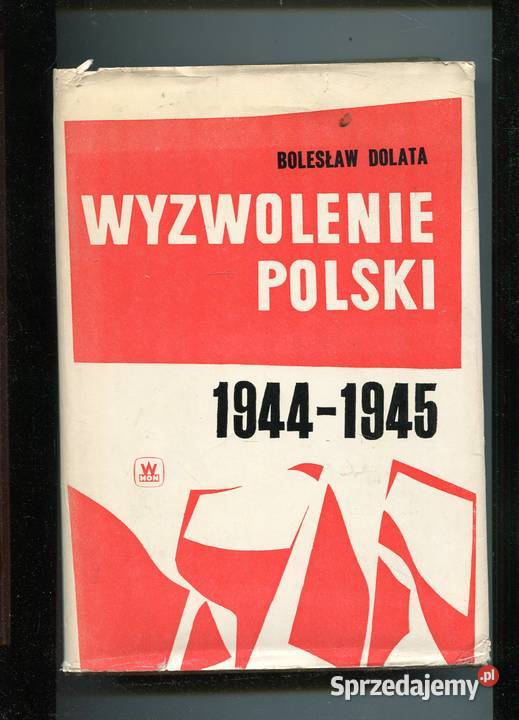 BOLESŁAW DOLATA
WYZWOLENIE
POLSKI
1944-1945
W
MON
Sprzedajemy.pl